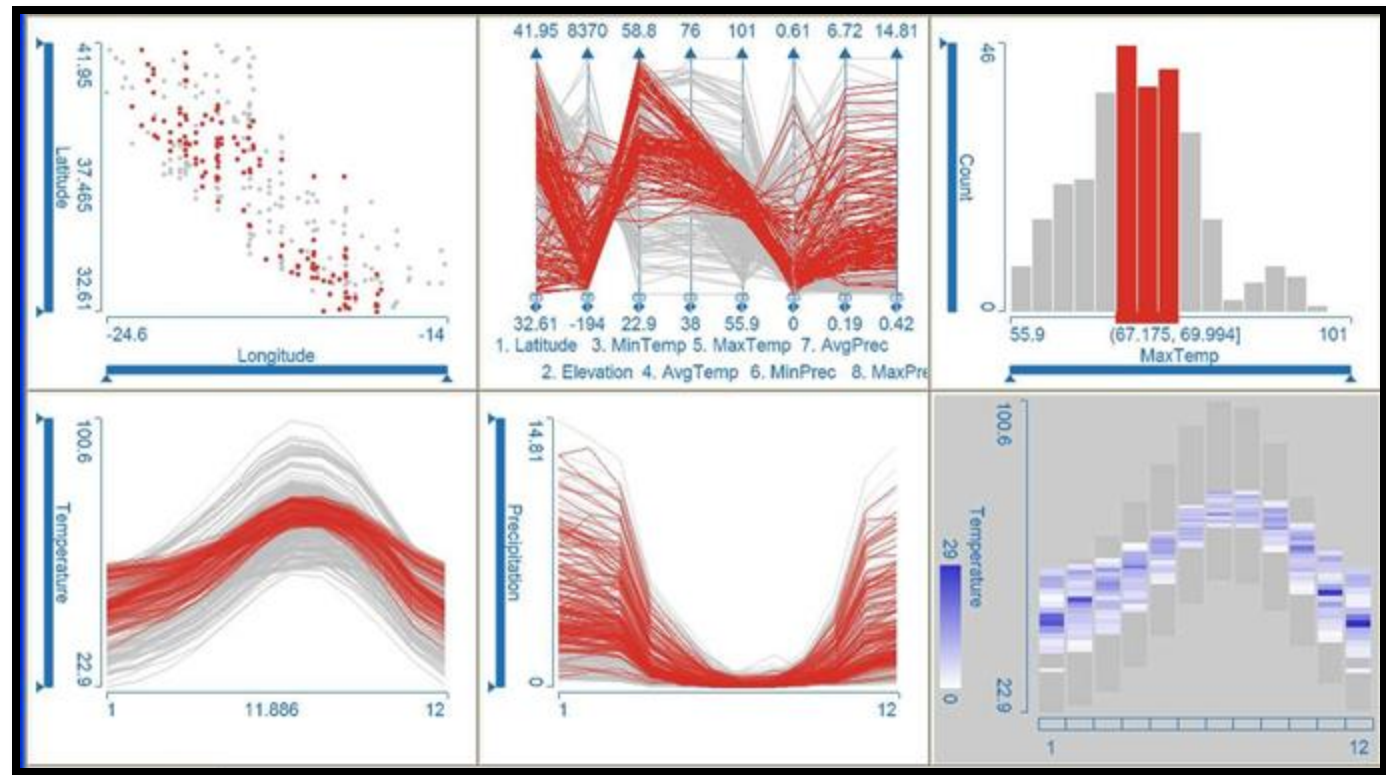 41.95
Latitude
37.465
32.61
-24.6 -14
Longitude
41.95 8370 58.8 76 101 0.61 6.72 14.81
32.61 -194 22.9 38 55.9 0 0.19 0.42
1. Latitude 3. MinTemp 5. MaxTemp 7. AvgPrec
2. Elevation 4. AvgTemp 6. MinPrec 8. MaxPre
46
Count
0
55.9 (67.175, 69.994] 101
MaxTemp
100.6
Temperature
22.9
1 11.886 12
14.81
Precipitation
0
1 12
100.6
Temperature
22.9
29
0
1 12